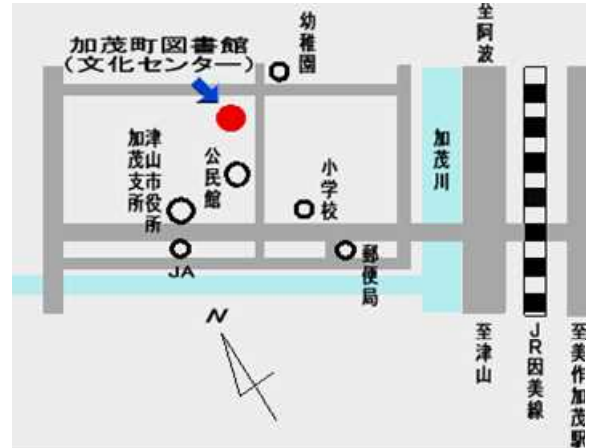 加茂町図書館
(文化センター)
幼稚園
至阿波
津山市役所
加茂支所
公民館
小学校
加茂川
JA
郵便局
N
至津山
JR因美線
至美作加茂駅